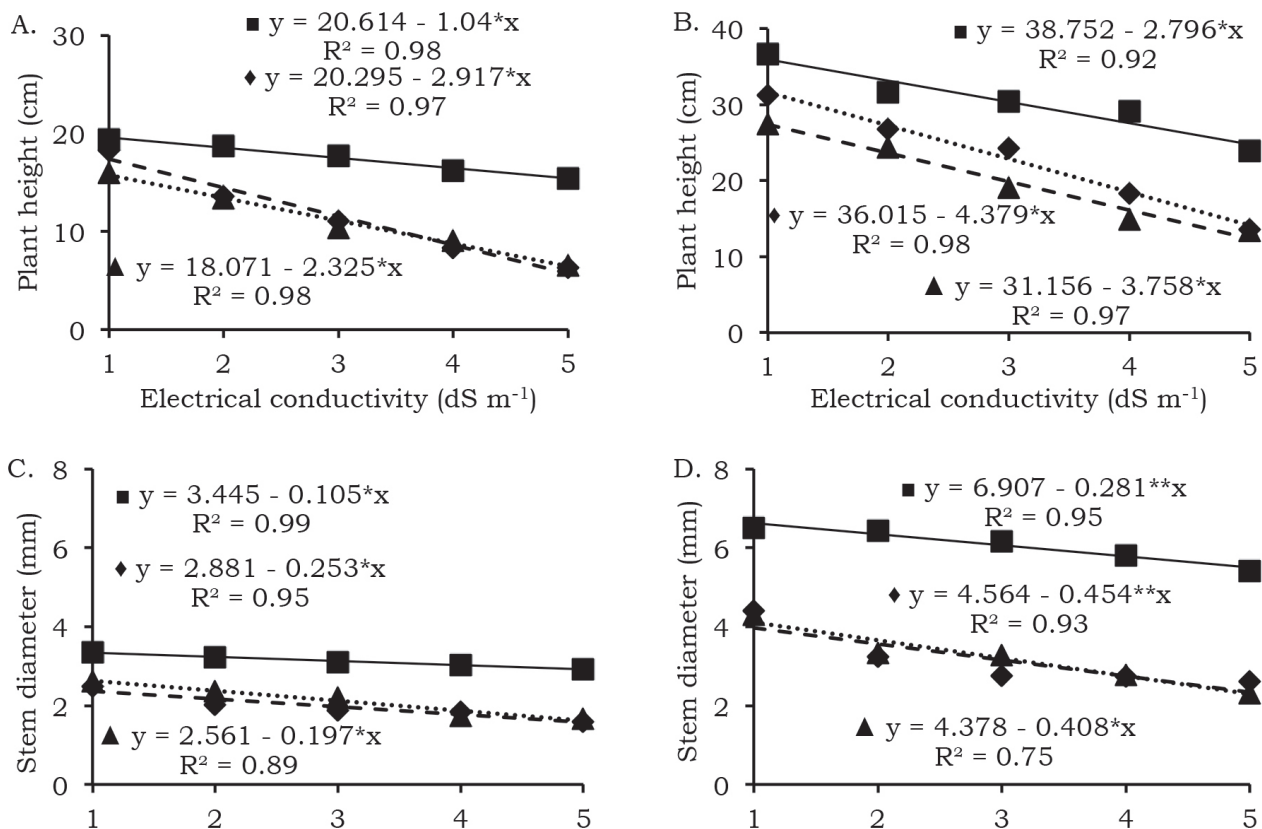 A.
30
20
10
0
Plant height (cm)
■ y = 20.614 - 1.04*x
R² = 0.98
◆ y = 20.295 - 2.917*x
R² = 0.97
▲ y = 18.071 - 2.325*x
R² = 0.98
1 2 3 4 5
Electrical conductivity (dS m⁻¹)
B.
40
30
20
10
0
Plant height (cm)
■ y = 38.752 - 2.796*x
R² = 0.92
◆ y = 36.015 - 4.379*x
R² = 0.98
▲ y = 31.156 - 3.758*x
R² = 0.97
1 2 3 4 5
Electrical conductivity (dS m⁻¹)
C.
8
6
4
2
0
Stem diameter (mm)
■ y = 3.445 - 0.105*x
R² = 0.99
◆ y = 2.881 - 0.253*x
R² = 0.95
▲ y = 2.561 - 0.197*x
R² = 0.89
1 2 3 4 5
D.
8
6
4
2
0
Stem diameter (mm)
■ y = 6.907 - 0.281**x
R² = 0.95
◆ y = 4.564 - 0.454**x
R² = 0.93
▲ y = 4.378 - 0.408*x
R² = 0.75
1 2 3 4 5